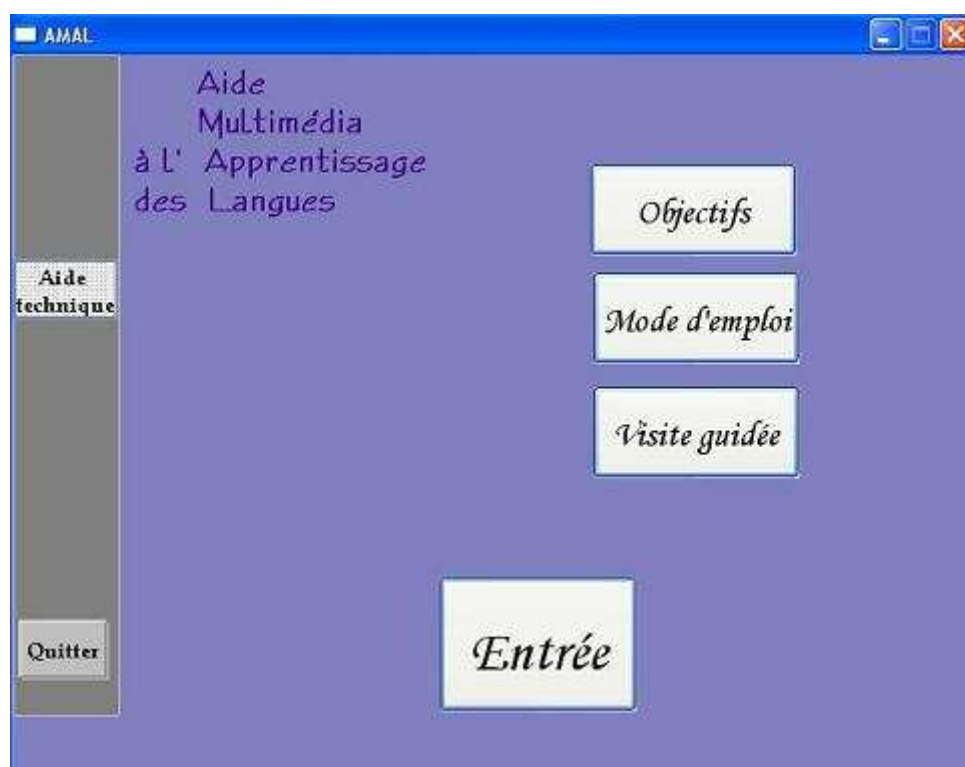 AMAL
Aide
Multimédia
à L' Apprentissage
des Langues
Objectifs
Aide
technique
Mode d'emploi
Visite guidée
Entrée
Quitter